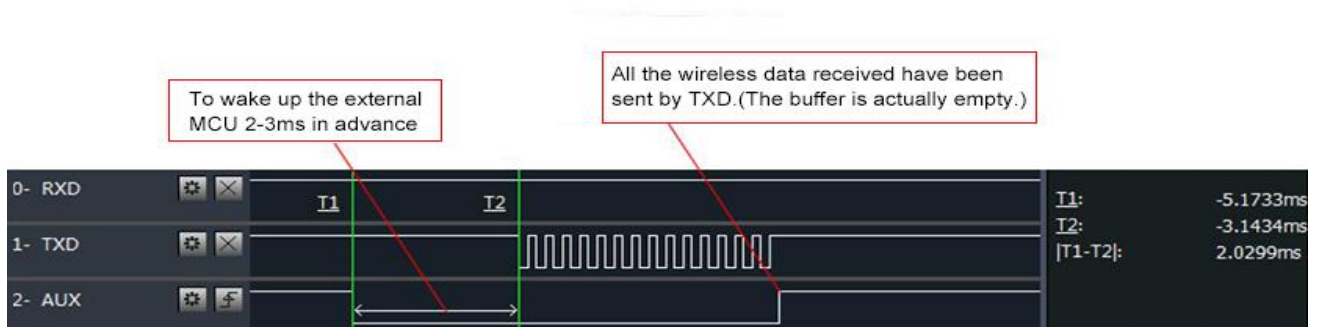 To wake up the external
MCU 2-3ms in advance
All the wireless data received have been
sent by TXD.(The buffer is actually empty.)
0- RXD
T1
T2
1- TXD
2- AUX
T1: -5.1733ms
T2: -3.1434ms
|T1-T2|: 2.0299ms